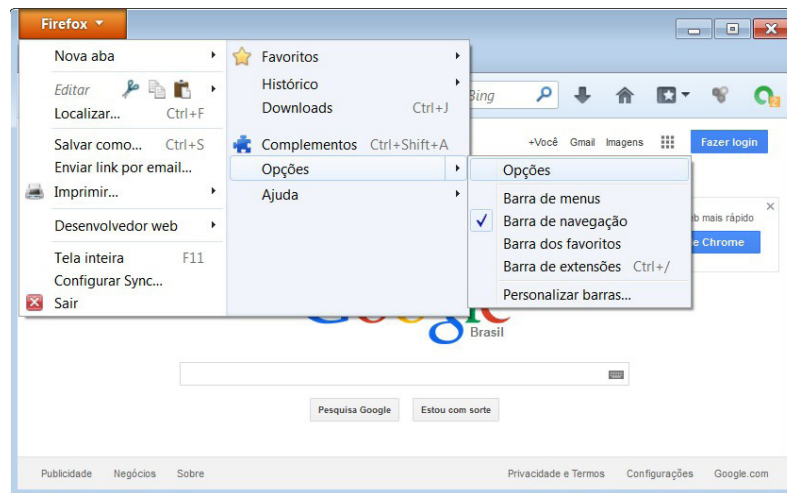 Firefox
Nova aba
Editar
Localizar... Ctrl+F
Salvar como... Ctrl+S
Enviar link por email...
Imprimir...
Desenvolvedor web
Tela inteira F11
Configurar Sync...
Sair
Favoritos
Histórico
Downloads Ctrl+J
Complementos Ctrl+Shift+A
Opções
Ajuda
Opções
Barra de menus
Barra de navegação
Barra dos favoritos
Barra de extensões Ctrl+/
Personalizar barras...
Bing
+Você Gmail Imagens Fazer login
mais rápido
Chrome
Brasil
Pesquisa Google Estou com sorte
Publicidade Negócios Sobre Privacidade e Termos Configurações Google.com